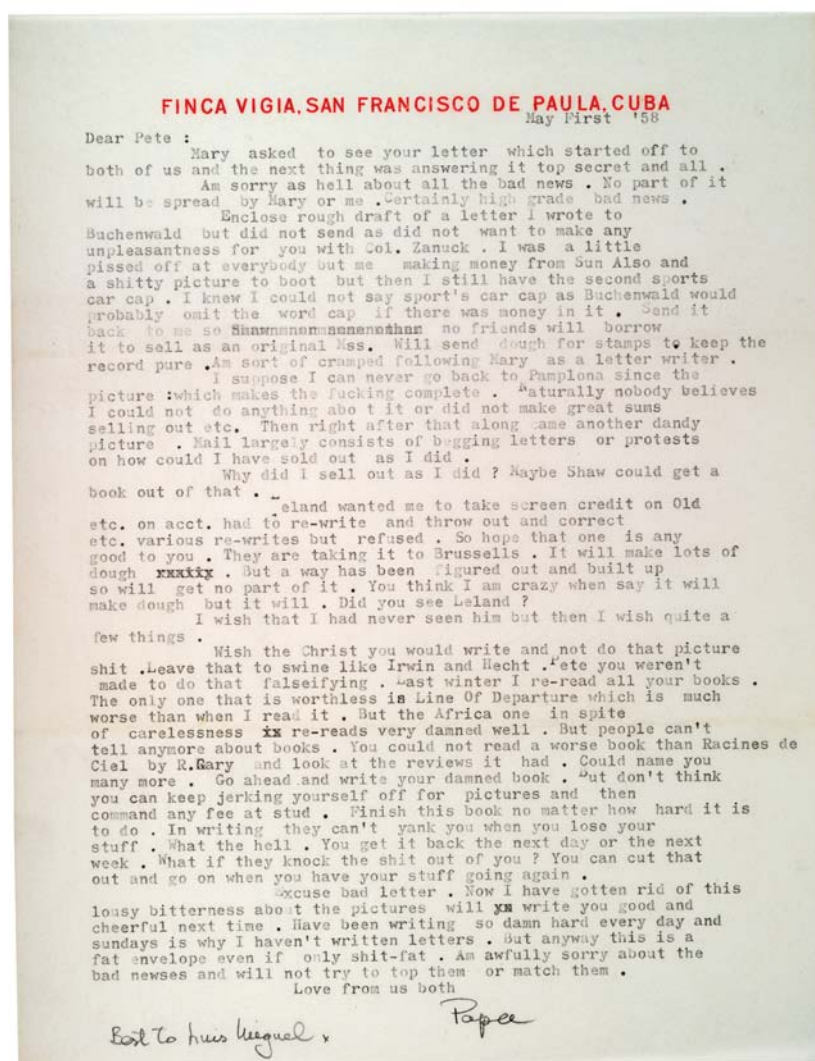 FINCA VIGIA, SAN FRANCISCO DE PAULA, CUBA
May First '58
Dear Pete :
Mary asked to see your letter which started off to
both of us and the next thing was answering it top secret and all .
Am sorry as hell about all the bad news . No part of it
will be spread by Mary or me .Certainly high grade bad news .
Enclose rough draft of a letter I wrote to
Buchenwald but did not send as did not want to make any
unpleasantness for you with Col. Zanuck . I was a little
pissed off at everybody but me making money from Sun Also and
a shitty picture to boot but then I still have the second sports
car cap . I knew I could not say sport's car cap as Buchenwald would
probably omit the word cap if there was money in it . Send it
back to me so no friends will borrow
it to sell as an original Mss. Will send dough for stamps to keep the
record pure .Am sort of cramped following Mary as a letter writer .
I suppose I can never go back to Pamplona since the
picture :which makes the fucking complete . Naturally nobody believes
I could not do anything abo t it or did not make great sums
selling out etc. Then right after that along came another dandy
picture . Mail largely consists of begging letters or protests
on how could I have sold out as I did .
Why did I sell out as I did ? Maybe Shaw could get a
book out of that .
Leland wanted me to take screen credit on Old
etc. on acct. had to re-write and throw out and correct
etc. various re-writes but refused . So hope that one is any
good to you . They are taking it to Brussells . It will make lots of
dough xxxxix . But a way has been figured out and built up
so will get no part of it . You think I am crazy when say it will
make dough but it will . Did you see Leland ?
I wish that I had never seen him but then I wish quite a
few things .
Wish the Christ you would write and not do that picture
shit .Leave that to swine like Irwin and Hecht .Pete you weren't
made to do that falseifying . Last winter I re-read all your books .
The only one that is worthless is Line Of Departure which is much
worse than when I read it . But the Africa one in spite
of carelessness ix re-reads very damned well . But people can't
tell anymore about books . You could not read a worse book than Racines de
Ciel by R.Gary and look at the reviews it had . Could name you
many more . Go ahead and write your damned book . But don't think
you can keep jerking yourself off for pictures and then
command any fee at stud . Finish this book no matter how hard it is
to do . In writing they can't yank you when you lose your
stuff . What the hell . You get it back the next day or the next
week . What if they knock the shit out of you ? You can cut that
out and go on when you have your stuff going again .
Excuse bad letter . Now I have gotten rid of this
lousy bitterness about the pictures will write you good and
cheerful next time . Have been writing so damn hard every day and
sundays is why I haven't written letters . But anyway this is a
fat envelope even if only shit-fat . Am awfully sorry about the
bad newses and will not try to top them or match them .
Love from us both
Papa
Best to Luis Miguel